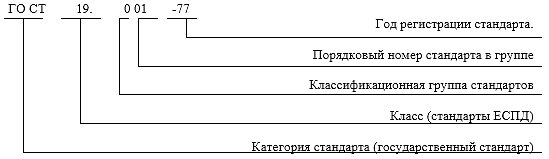 ГО СТ 19. 0 01 -77
Год регистрации стандарта.
Порядковый номер стандарта в группе
Классификационная группа стандартов
Класс (стандарты ЕСПД)
Категория стандарта (государственный стандарт)